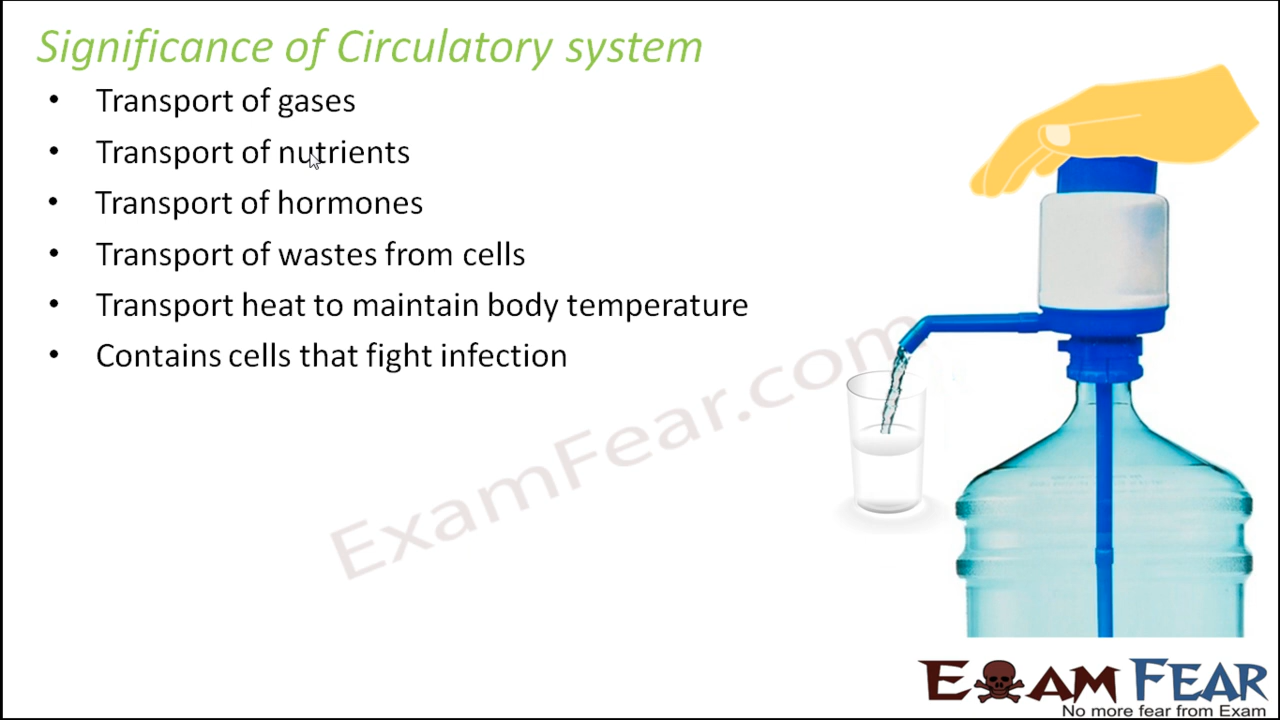 Significance of Circulatory system
• Transport of gases
• Transport of nutrients
• Transport of hormones
• Transport of wastes from cells
• Transport heat to maintain body temperature
• Contains cells that fight infection
ExamFear.com
EXAM FEAR
No more fear from Exam